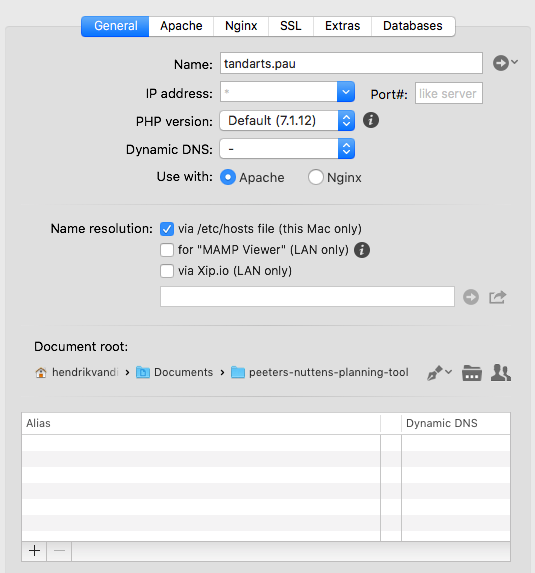 General Apache Nginx SSL Extras Databases
Name: tandarts.pau
IP address: * Port#: like server
PHP version: Default (7.1.12)
Dynamic DNS: -
Use with: Apache Nginx
Name resolution: via /etc/hosts file (this Mac only)
for "MAMP Viewer" (LAN only)
via Xip.io (LAN only)
Document root:
hendrikvandi › Documents › peeters-nuttens-planning-tool
Alias Dynamic DNS
+ −